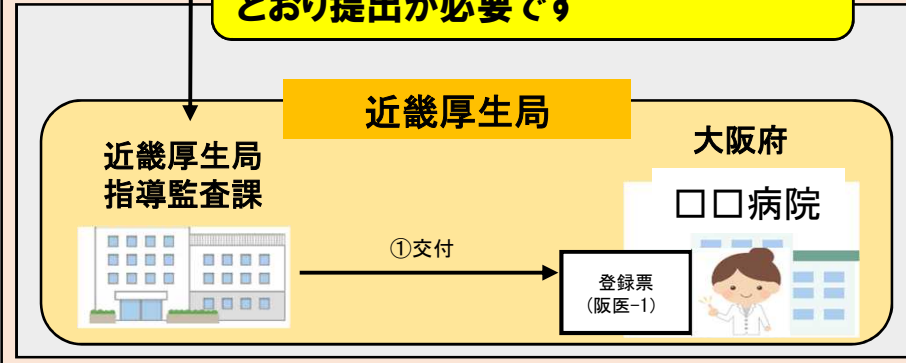 とおり提出が必要です
近畿厚生局
近畿厚生局
指導監査課
大阪府
□□病院
①交付
登録票
(阪医-1)